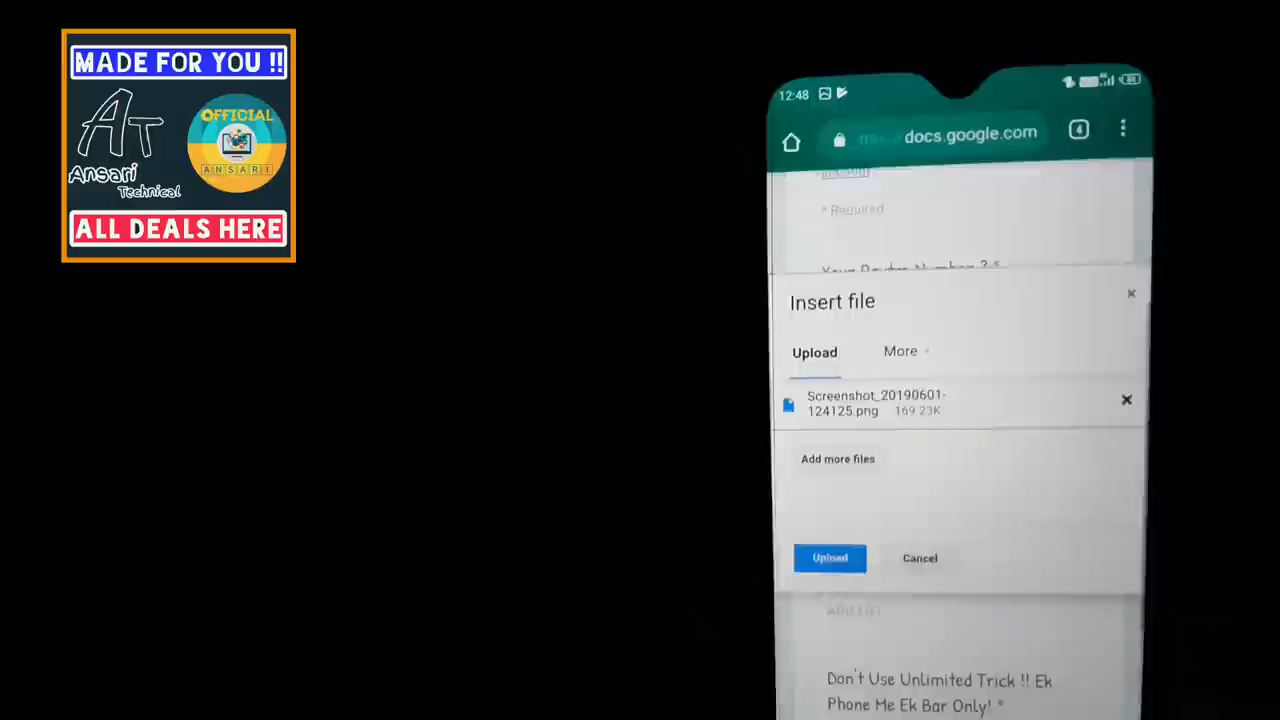 MADE FOR YOU !!
AT
Ansari
Technical
OFFICIAL
ANSARI
ALL DEALS HERE
12:48
docs.google.com
4
* Required
Insert file
Upload
More
Screenshot_20190601-
124125.png 169.23K
Add more files
Upload
Cancel
Don't Use Unlimited Trick !! Ek
Phone Me Ek Bar Only! *